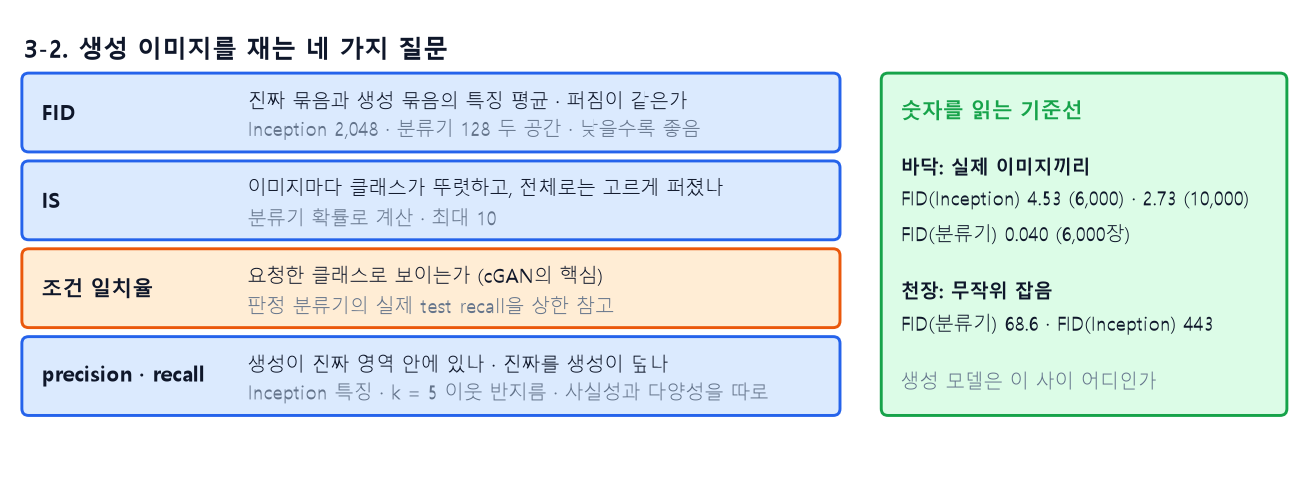 3-2. 생성 이미지를 재는 네 가지 질문
FID
진짜 묶음과 생성 묶음의 특징 평균 · 퍼짐이 같은가
Inception 2,048 · 분류기 128 두 공간 · 낮을수록 좋음
IS
이미지마다 클래스가 뚜렷하고, 전체로는 고르게 퍼졌나
분류기 확률로 계산 · 최대 10
조건 일치율
요청한 클래스로 보이는가 (cGAN의 핵심)
판정 분류기의 실제 test recall을 상한 참고
precision · recall
생성이 진짜 영역 안에 있나 · 진짜를 생성이 덮나
Inception 특징 · k = 5 이웃 반지름 · 사실성과 다양성을 따로
숫자를 읽는 기준선
바닥: 실제 이미지끼리
FID(Inception) 4.53 (6,000) · 2.73 (10,000)
FID(분류기) 0.040 (6,000장)
천장: 무작위 잡음
FID(분류기) 68.6 · FID(Inception) 443
생성 모델은 이 사이 어디인가